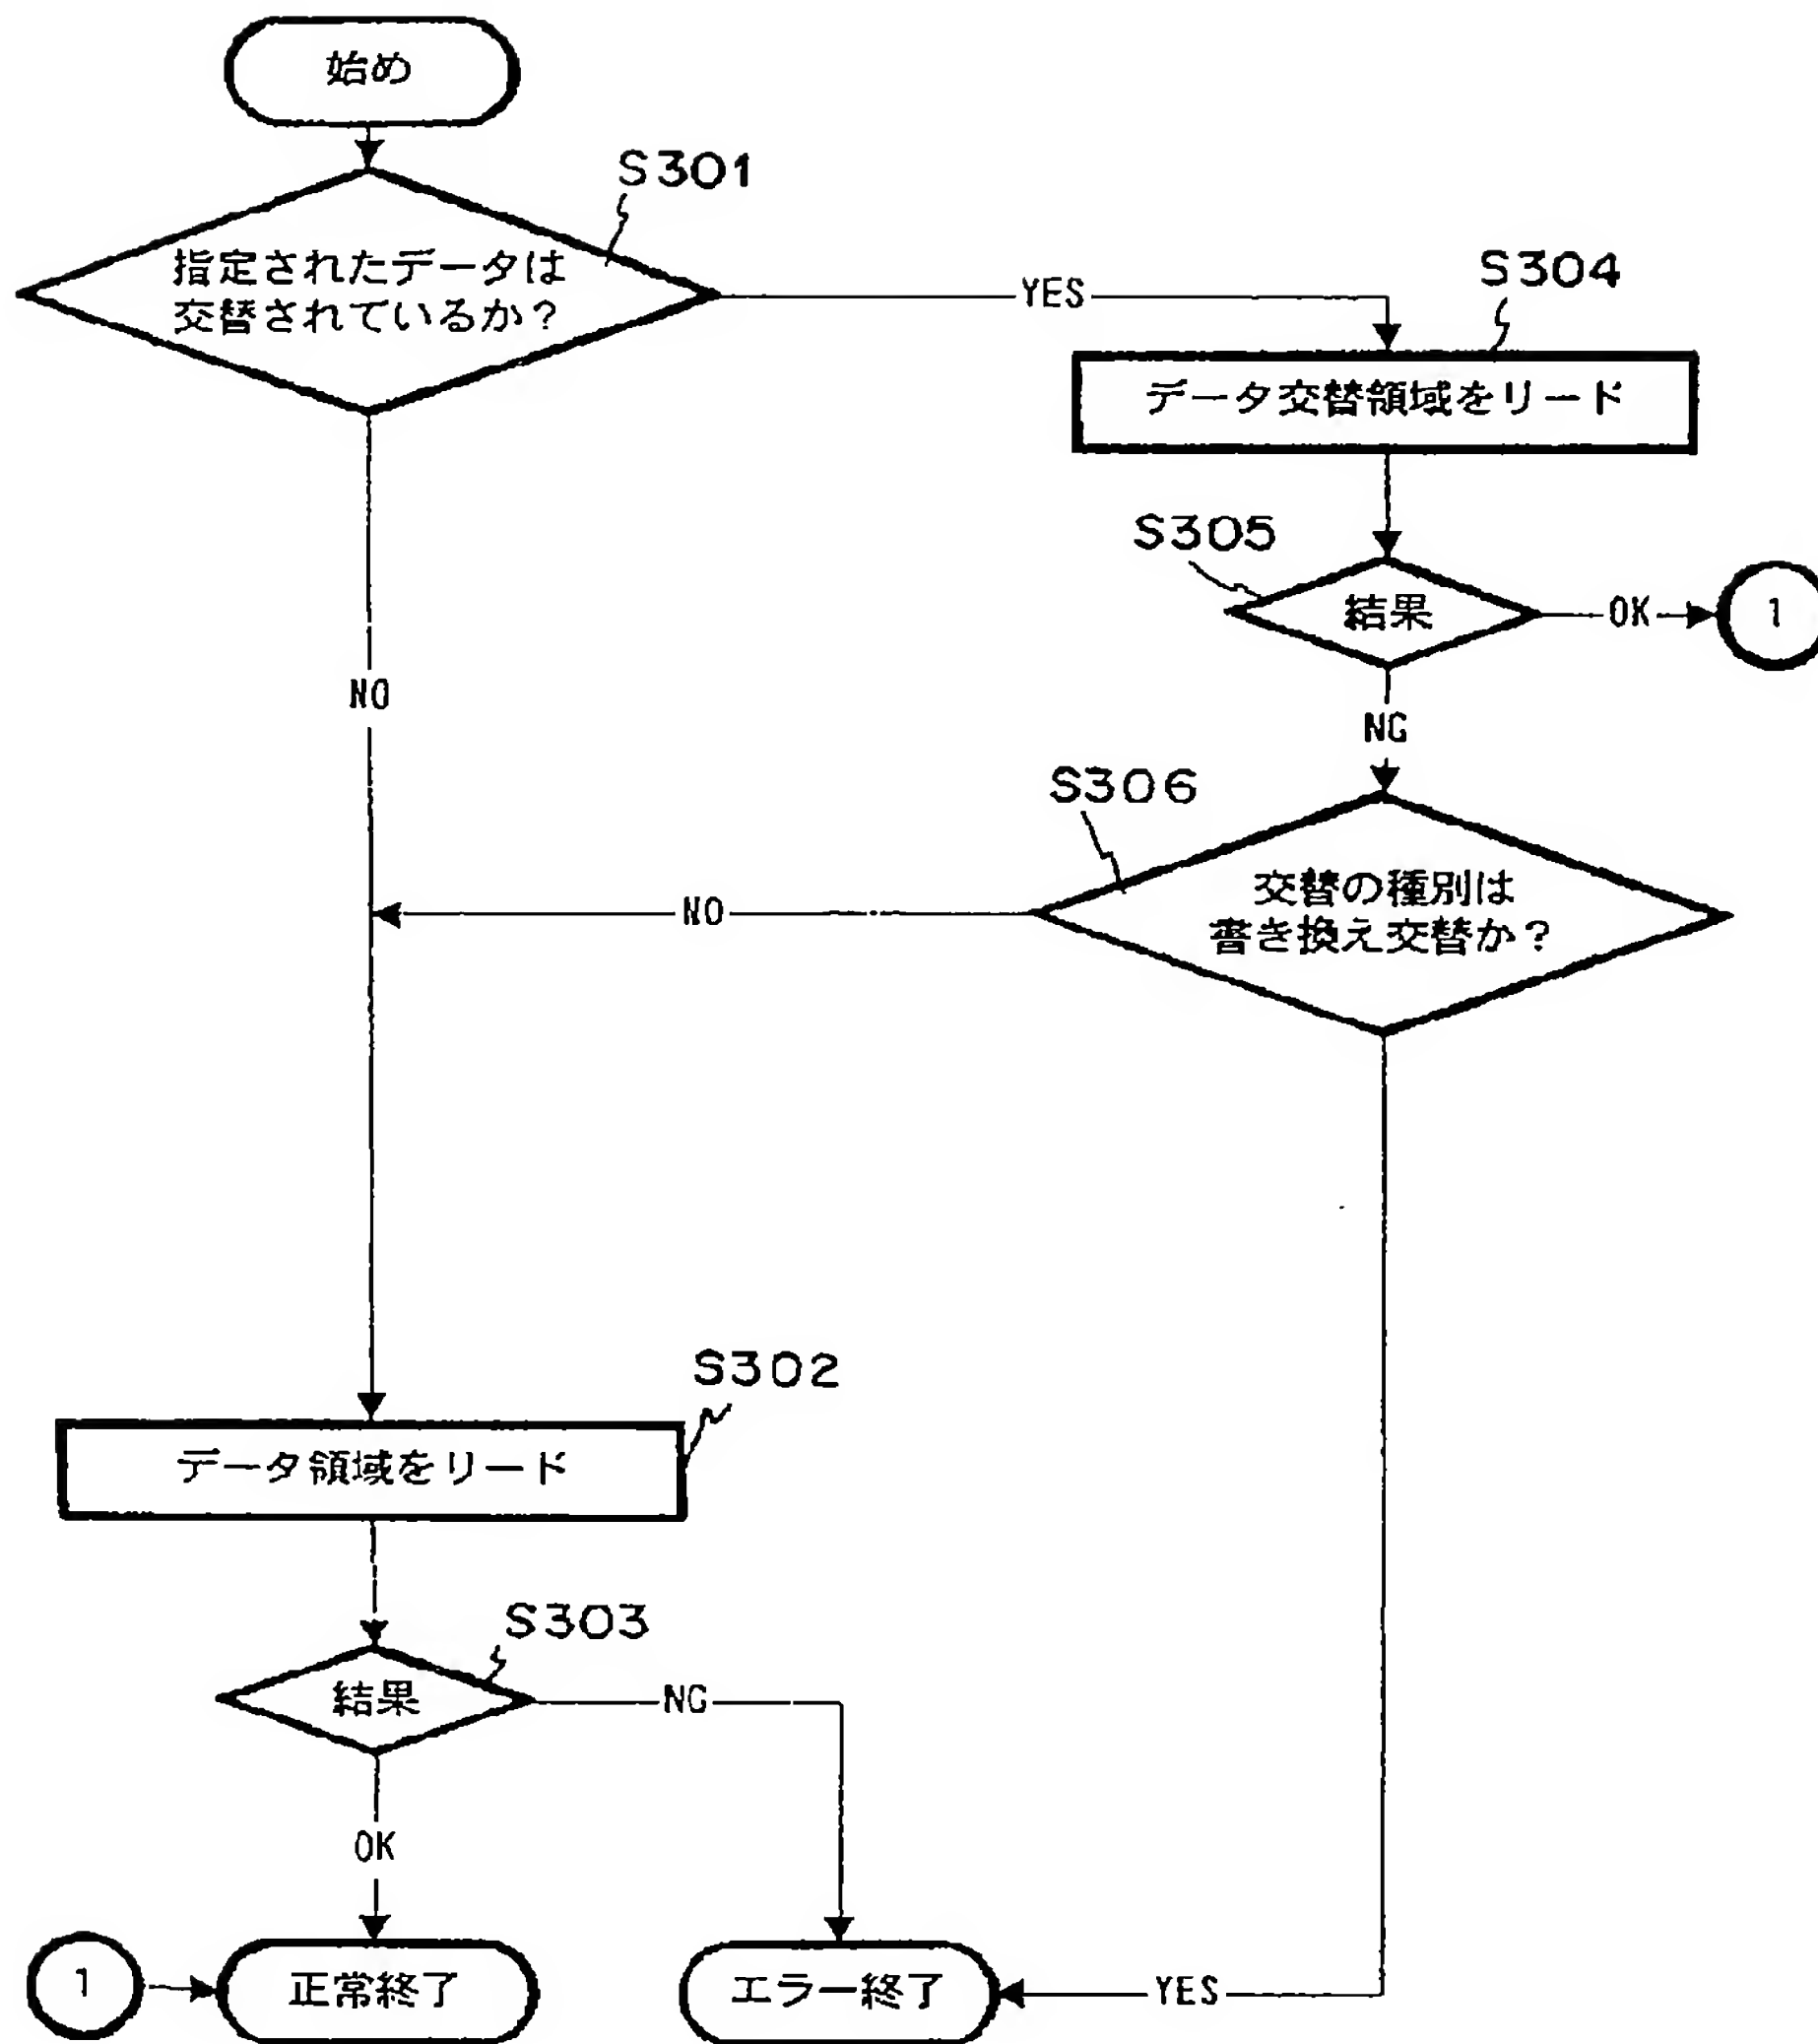 始め
S301
指定されたデータは
交替されているか？
YES
S304
データ交替領域をリード
S305
結果
OK
1
NO
NG
S306
交替の種別は
書き換え交替か？
NO
S302
データ領域をリード
S303
結果
NG
OK
1
正常終了
エラー終了
YES